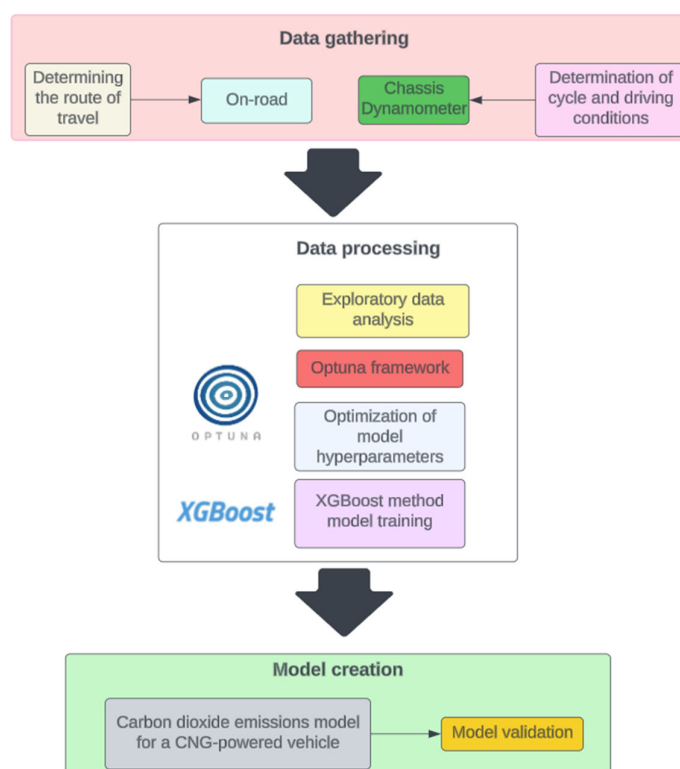 Data gathering
Determining
the route of
travel
On-road
Chassis
Dynamometer
Determination of
cycle and driving
conditions
Data processing
Exploratory data
analysis
Optuna framework
OPTUNA
Optimization of
model
hyperparameters
XGBoost
XGBoost method
model training
Model creation
Carbon dioxide emissions model
for a CNG-powered vehicle
Model validation